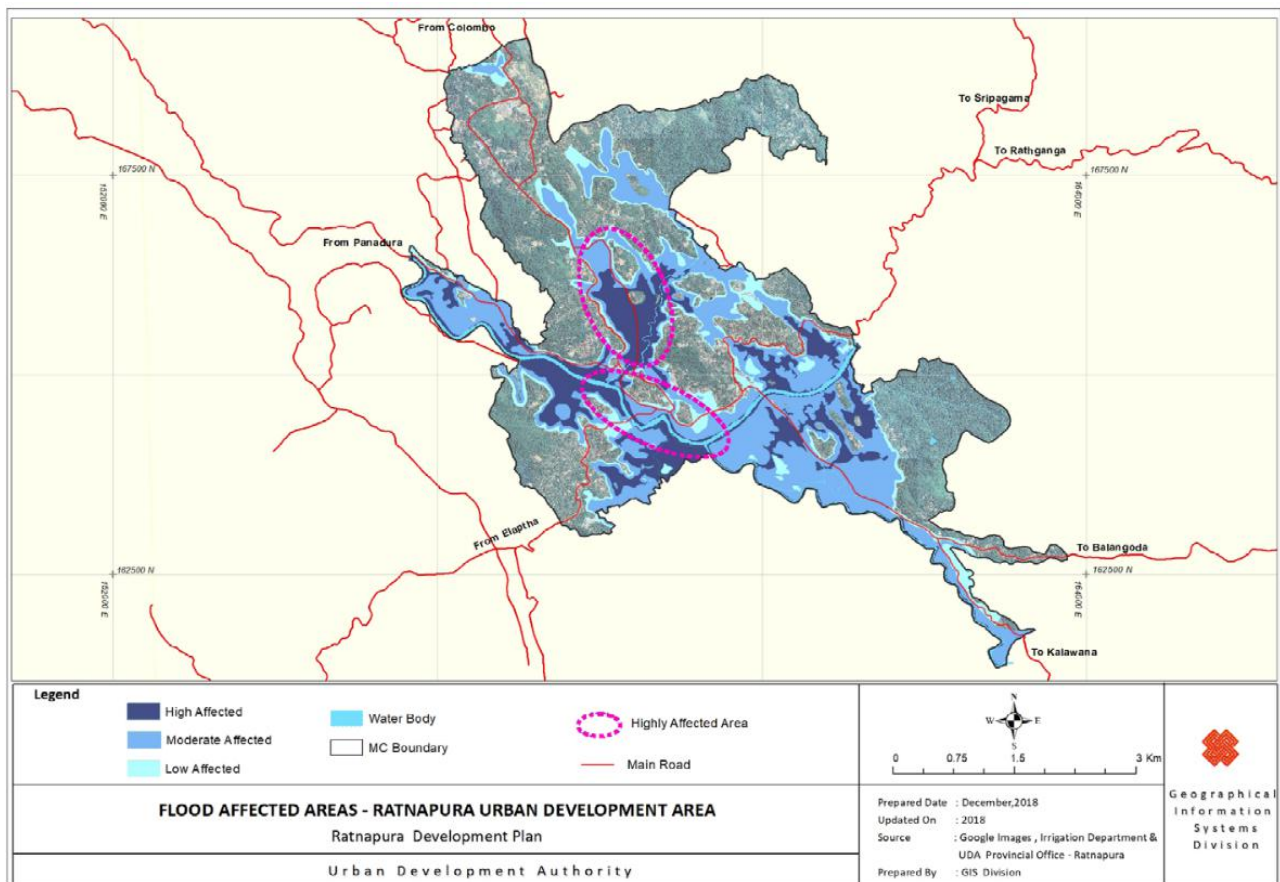 From Colombo
To Sripagama
To Rathganga
167500 N
167500 N
From Panadura
From Elaptha
To Balangoda
162500 N
162500 N
To Kalawana
Legend
High Affected
Moderate Affected
Low Affected
Water Body
MC Boundary
Highly Affected Area
Main Road
N
W E
S
0 0.75 1.5 3 Km
FLOOD AFFECTED AREAS - RATNAPURA URBAN DEVELOPMENT AREA
Ratnapura Development Plan
Urban Development Authority
Prepared Date : December,2018
Updated On : 2018
Source : Google Images , Irrigation Department &
UDA Provincial Office - Ratnapura
Prepared By : GIS Division
Geographical
Information
Systems
Division